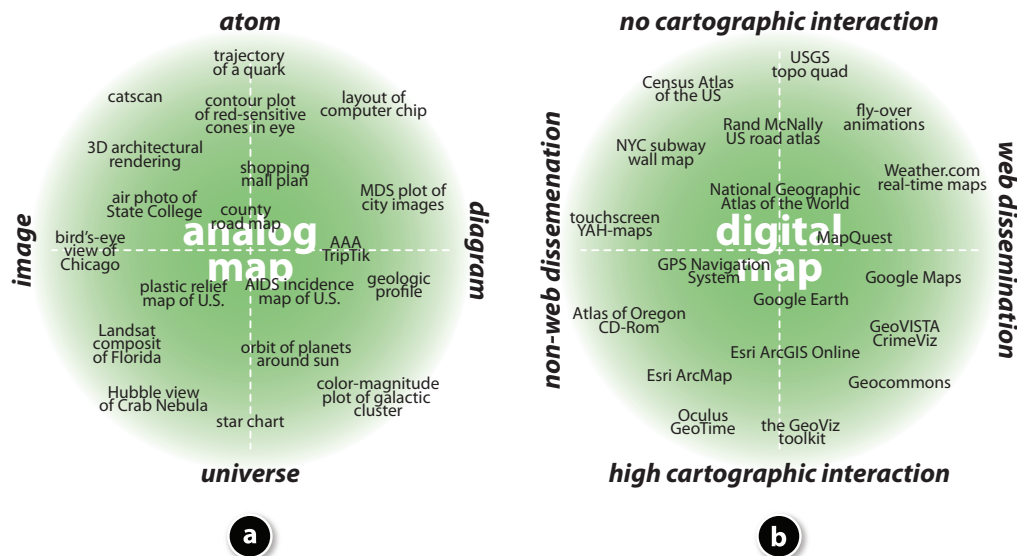 atom
trajectory
of a quark
catscan
contour plot
of red-sensitive
cones in eye
layout of
computer chip
3D architectural
rendering
shopping
mall plan
air photo of
State College
MDS plot of
city images
county
road map
image
analog
map
diagram
bird's-eye
view of
Chicago
AAA
TripTik
plastic relief
map of U.S.
AIDS incidence
map of U.S.
geologic
profile
Landsat
composit
of Florida
orbit of planets
around sun
Hubble view
of Crab Nebula
color-magnitude
plot of galactic
cluster
star chart
universe
a
no cartographic interaction
USGS
topo quad
Census Atlas
of the US
fly-over
animations
Rand McNally
US road atlas
NYC subway
wall map
Weather.com
real-time maps
National Geographic
Atlas of the World
touchscreen
YAH-maps
non-web dissemenation
digital
map
web dissemination
MapQuest
GPS Navigation
System
Google Maps
Google Earth
Atlas of Oregon
CD-Rom
GeoVISTA
CrimeViz
Esri ArcGIS Online
Esri ArcMap
Geocommons
Oculus
GeoTime
the GeoViz
toolkit
high cartographic interaction
b